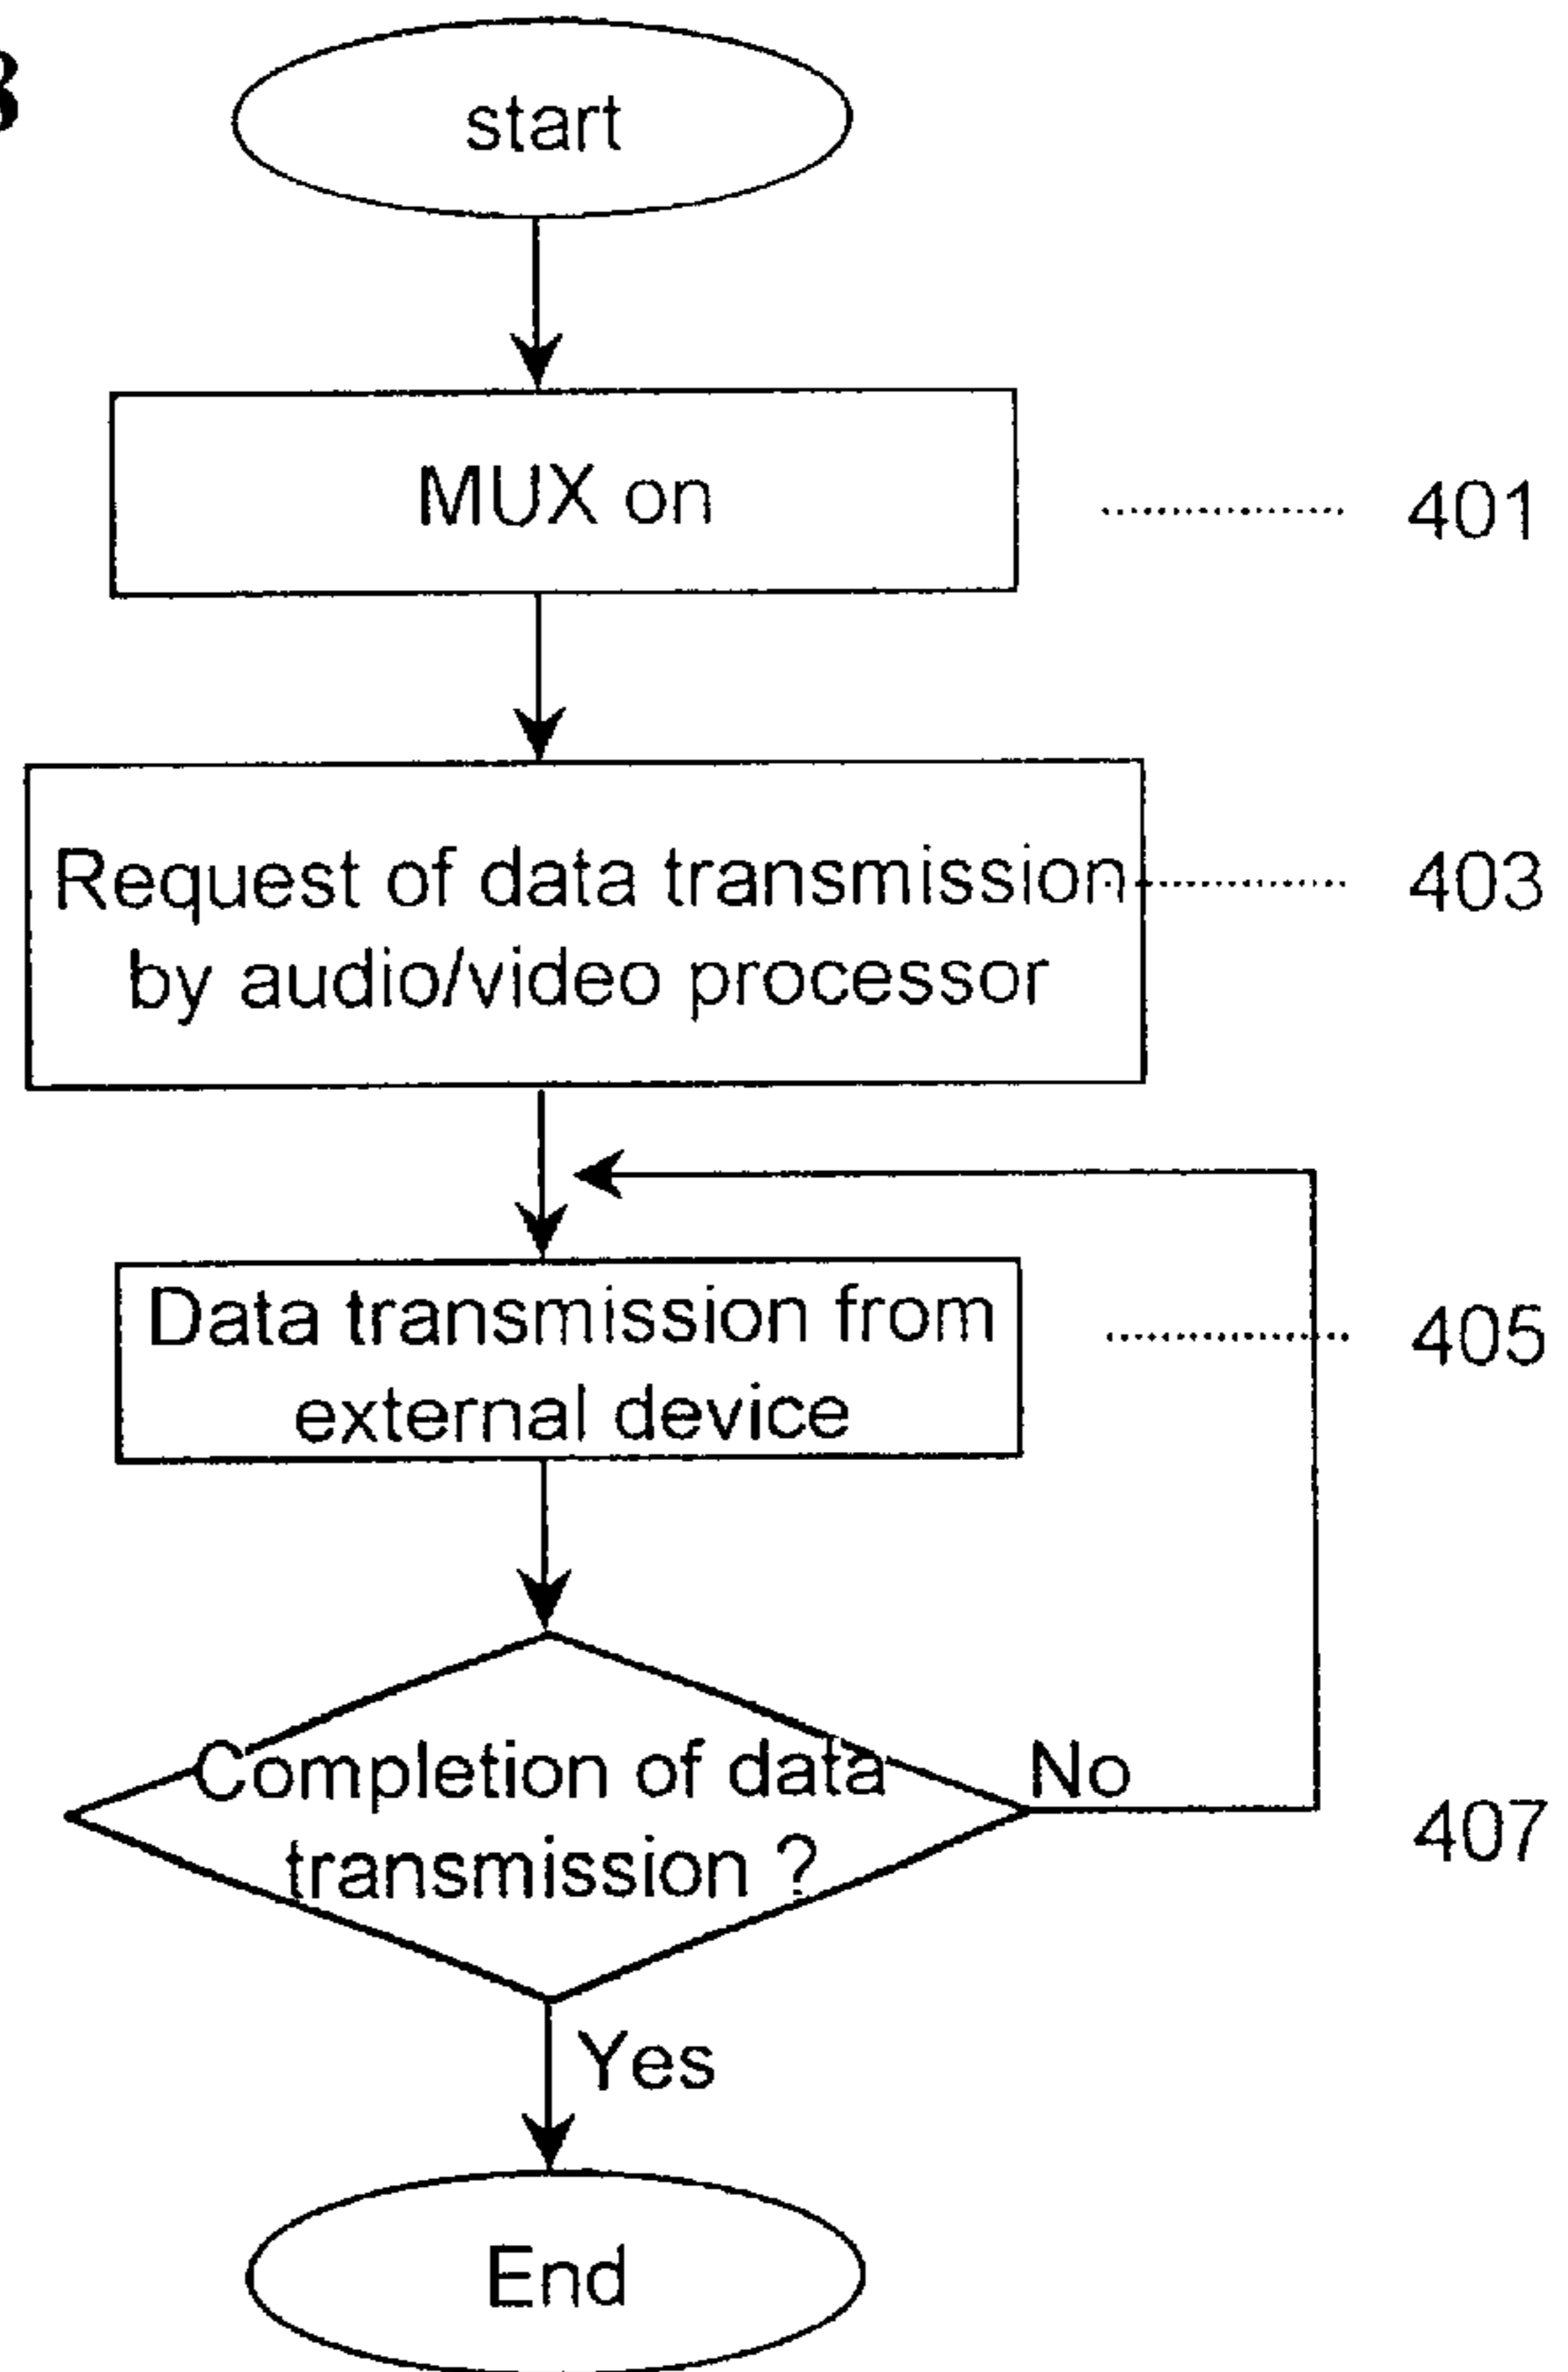 start
MUX on
401
Request of data transmission
by audio/video processor
403
Data transmission from
external device
405
Completion of data
transmission ?
No
407
Yes
End